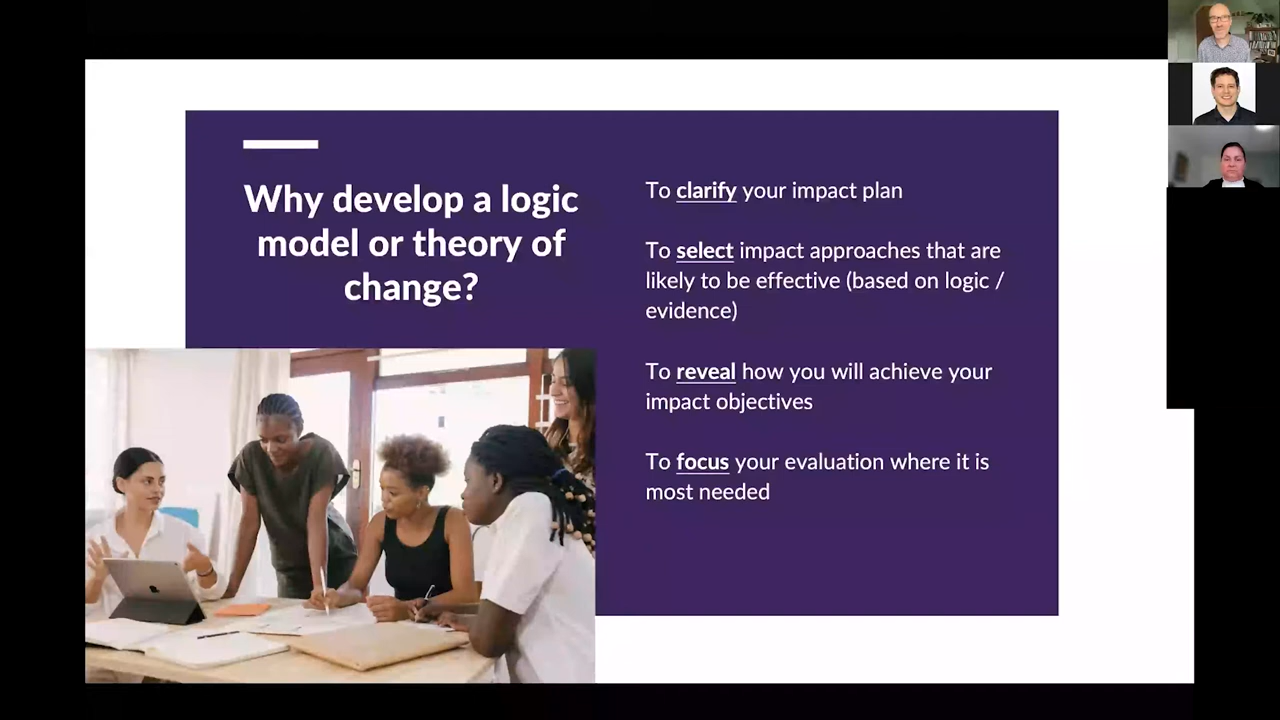 Why develop a logic
model or theory of
change?
To clarify your impact plan
To select impact approaches that are
likely to be effective (based on logic /
evidence)
To reveal how you will achieve your
impact objectives
To focus your evaluation where it is
most needed